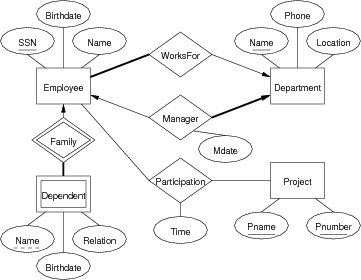 Birthdate
Phone
SSN
Name
Name
Location
WorksFor
Employee
Department
Manager
Family
Mdate
Participation
Project
Dependent
Time
Pname
Pnumber
Name
Relation
Birthdate